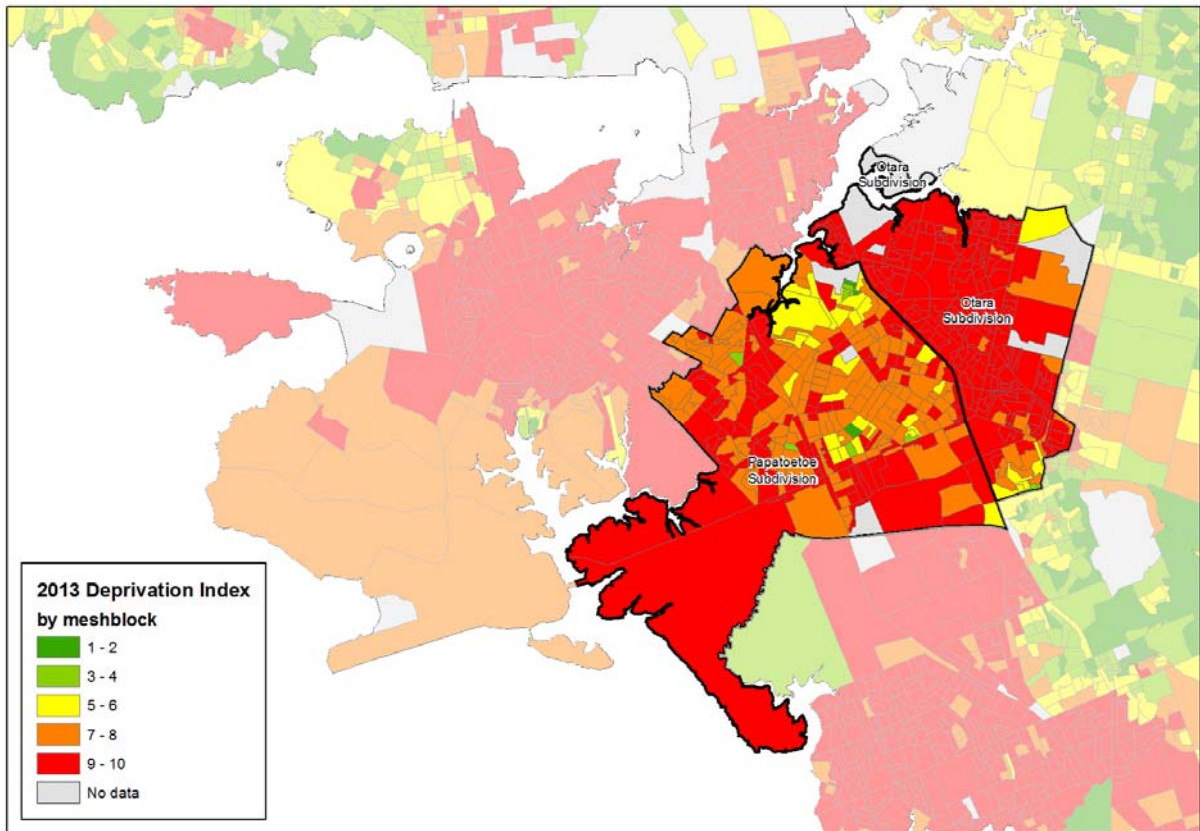 Otara
Subdivision
Otara
Subdivision
Papatoetoe
Subdivision
2013 Deprivation Index
by meshblock
1 - 2
3 - 4
5 - 6
7 - 8
9 - 10
No data